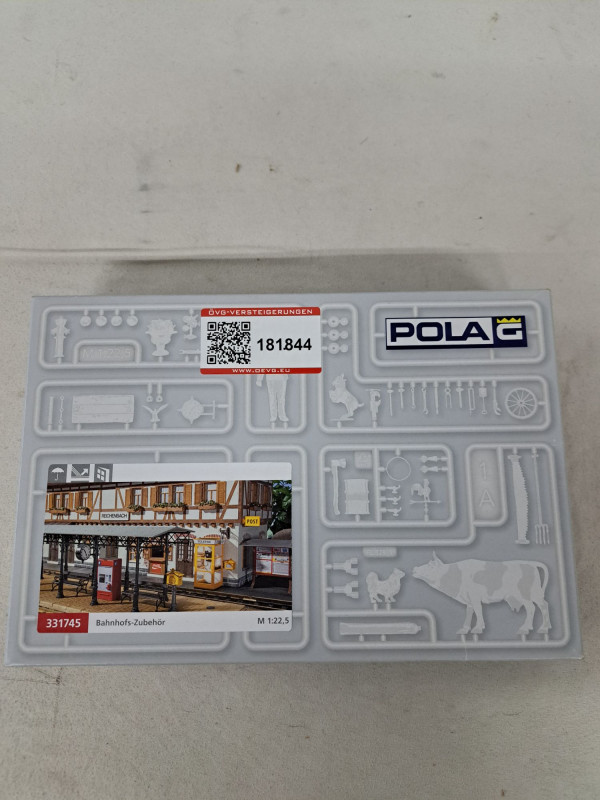 ÖVG-VERSTEIGERUNGEN
181844
WWW.OEVG.EU
POLA G
REICHENBACH
POST
331745 Bahnhofs-Zubehör M 1:22,5